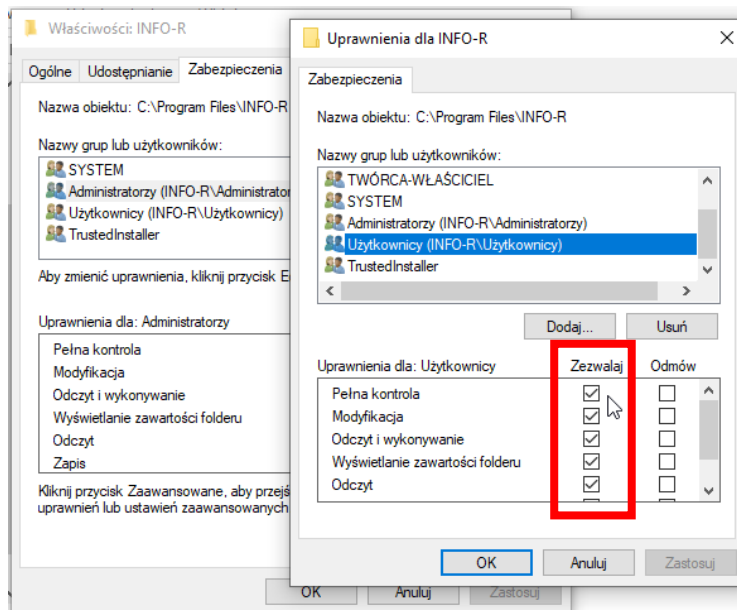 Właściwości: INFO-R
Ogólne Udostępnianie Zabezpieczenia
Nazwa obiektu: C:\Program Files\INFO-R
Nazwy grup lub użytkowników:
SYSTEM
Administratorzy (INFO-R\Administrator
Użytkownicy (INFO-R\Użytkownicy)
TrustedInstaller
Aby zmienić uprawnienia, kliknij przycisk E
Uprawnienia dla: Administratorzy
Pełna kontrola
Modyfikacja
Odczyt i wykonywanie
Wyświetlanie zawartości folderu
Odczyt
Zapis
Kliknij przycisk Zaawansowane, aby przejś
uprawnień lub ustawień zaawansowanych
OK Anuluj Zastosuj
Uprawnienia dla INFO-R
Zabezpieczenia
Nazwa obiektu: C:\Program Files\INFO-R
Nazwy grup lub użytkowników:
TWÓRCA-WŁAŚCICIEL
SYSTEM
Administratorzy (INFO-R\Administratorzy)
Użytkownicy (INFO-R\Użytkownicy)
TrustedInstaller
Dodaj... Usuń
Uprawnienia dla: Użytkownicy Zezwalaj Odmów
Pełna kontrola
Modyfikacja
Odczyt i wykonywanie
Wyświetlanie zawartości folderu
Odczyt
OK Anuluj Zastosuj